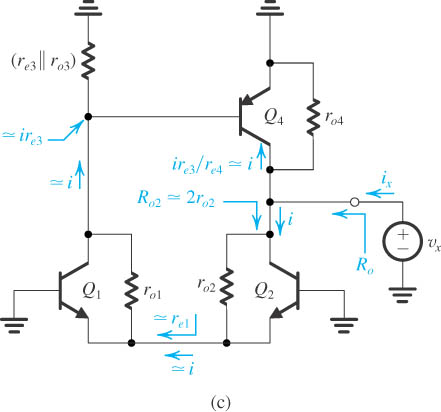 (r_e3 ∥ r_o3)
Q_4
r_o4
≃ ir_e3
ir_e3/r_e4 ≃ i
i_x
≃ i
R_o2 ≃ 2r_o2
i
+
−
v_x
R_o
Q_1
r_o1
r_o2
Q_2
≃ r_e1
≃ i
(c)